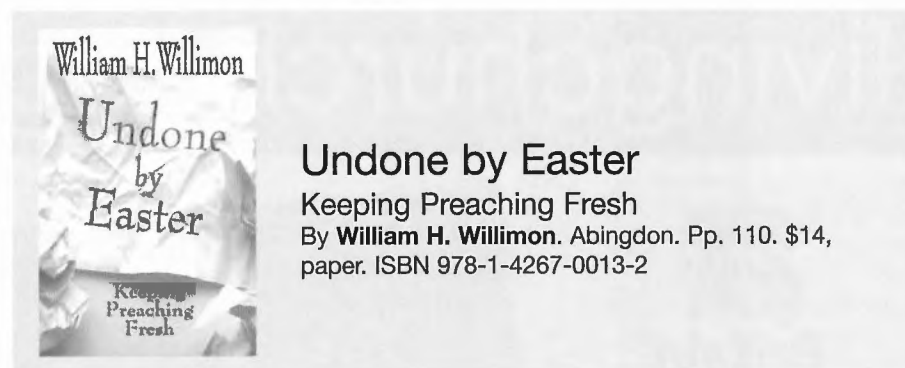 William H. Willimon
Undone
by
Easter
Keeping
Preaching
Fresh
Undone by Easter
Keeping Preaching Fresh
By William H. Willimon. Abingdon. Pp. 110. $14,
paper. ISBN 978-1-4267-0013-2